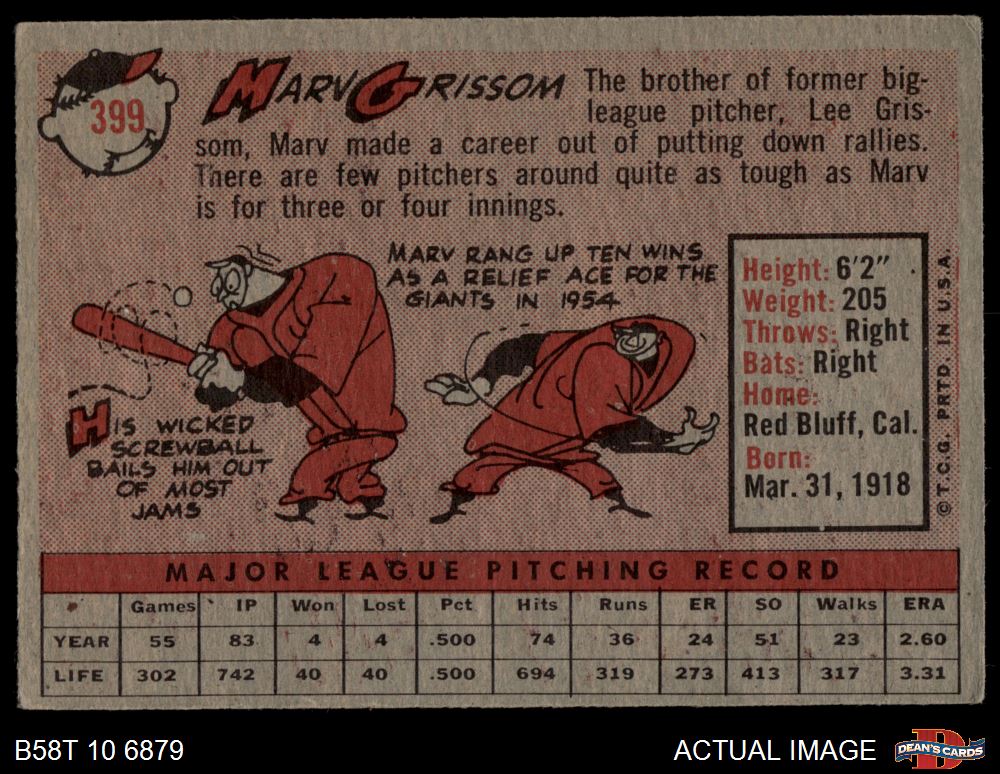 399
MARV GRISSOM
The brother of former big-
league pitcher, Lee Gris-
som, Marv made a career out of putting down rallies.
There are few pitchers around quite as tough as Marv
is for three or four innings.
MARV RANG UP TEN WINS
AS A RELIEF ACE FOR THE
GIANTS IN 1954
HIS WICKED
SCREWBALL
BAILS HIM OUT
OF MOST
JAMS
Height: 6'2"
Weight: 205
Throws: Right
Bats: Right
Home:
Red Bluff, Cal.
Born:
Mar. 31, 1918
© T.C.G. PRTD. IN U.S.A.
MAJOR LEAGUE PITCHING RECORD
Games IP Won Lost Pct Hits Runs ER SO Walks ERA
YEAR 55 83 4 4 .500 74 36 24 51 23 2.60
LIFE 302 742 40 40 .500 694 319 273 413 317 3.31
B58T 10 6879
ACTUAL IMAGE
D
DEAN'S CARDS